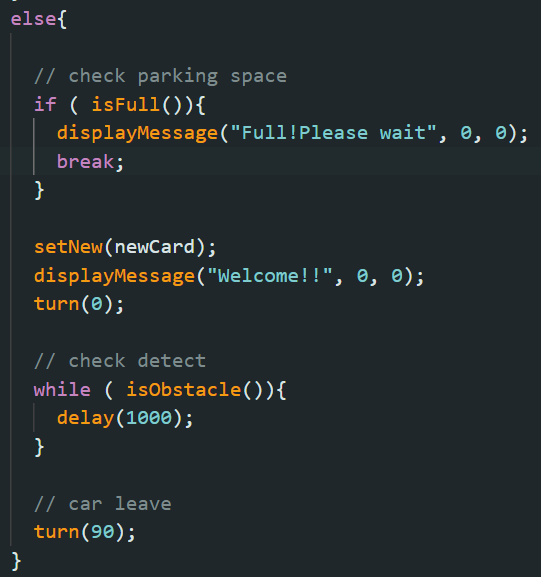 else{
// check parking space
if ( isFull()){
displayMessage("Full!Please wait", 0, 0);
break;
}
setNew(newCard);
displayMessage("Welcome!!", 0, 0);
turn(0);
// check detect
while ( isObstacle()){
delay(1000);
}
// car leave
turn(90);
}